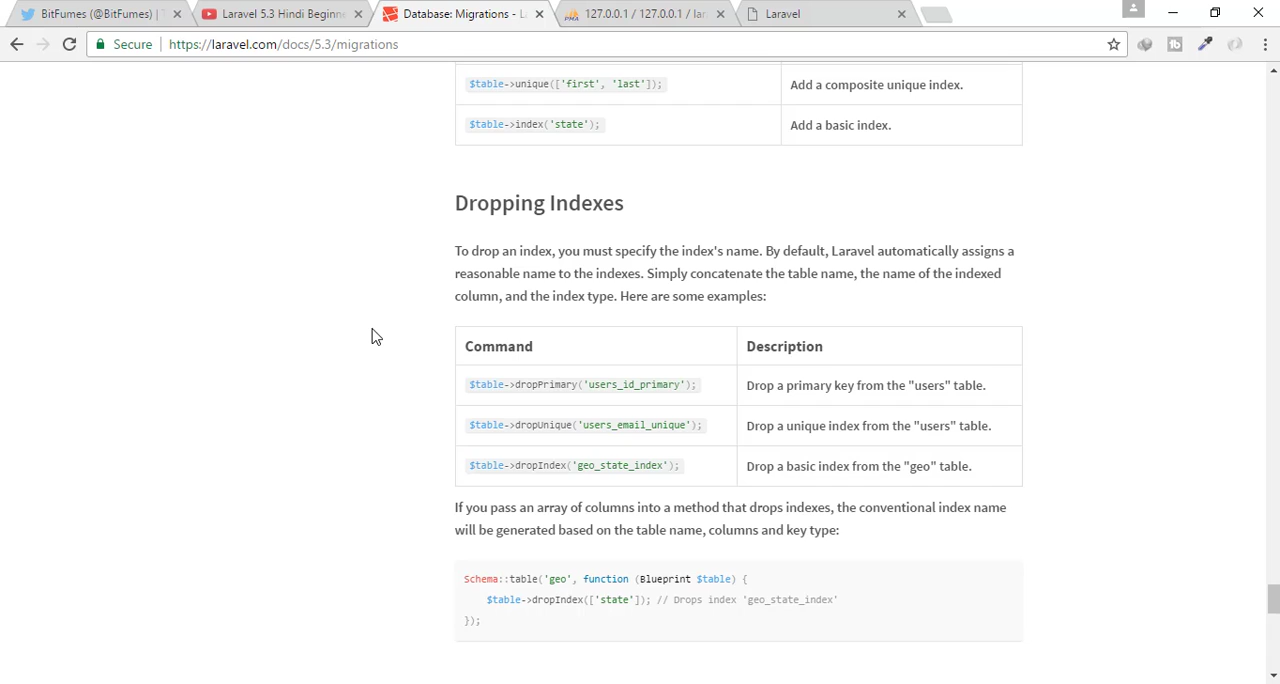 BitFumes (@BitFumes) | T
Laravel 5.3 Hindi Beginne
Database: Migrations - La
127.0.0.1 / 127.0.0.1 / lar
Laravel
Secure
https://laravel.com/docs/5.3/migrations
$table->unique(['first', 'last']);
Add a composite unique index.
$table->index('state');
Add a basic index.
Dropping Indexes
To drop an index, you must specify the index's name. By default, Laravel automatically assigns a
reasonable name to the indexes. Simply concatenate the table name, the name of the indexed
column, and the index type. Here are some examples:
Command
Description
$table->dropPrimary('users_id_primary');
Drop a primary key from the "users" table.
$table->dropUnique('users_email_unique');
Drop a unique index from the "users" table.
$table->dropIndex('geo_state_index');
Drop a basic index from the "geo" table.
If you pass an array of columns into a method that drops indexes, the conventional index name
will be generated based on the table name, columns and key type:
Schema::table('geo', function (Blueprint $table) {
$table->dropIndex(['state']); // Drops index 'geo_state_index'
});